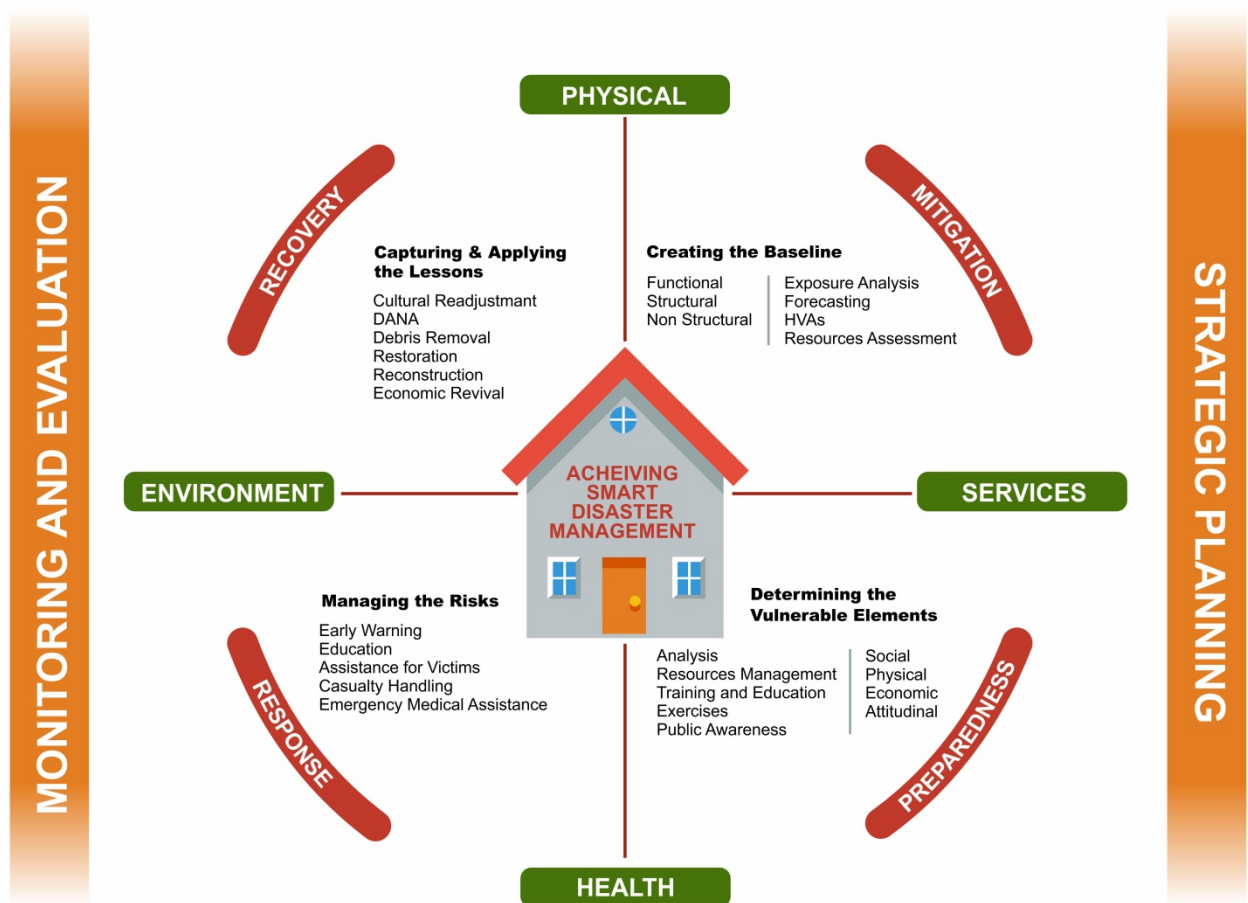 MONITORING AND EVALUATION
PHYSICAL
RECOVERY
MITIGATION
Capturing & Applying
the Lessons
Cultural Readjustmant
DANA
Debris Removal
Restoration
Reconstruction
Economic Revival
Creating the Baseline
Functional
Structural
Non Structural
Exposure Analysis
Forecasting
HVAs
Resources Assessment
ENVIRONMENT
ACHEIVING
SMART
DISASTER
MANAGEMENT
SERVICES
Managing the Risks
Early Warning
Education
Assistance for Victims
Casualty Handling
Emergency Medical Assistance
Determining the
Vulnerable Elements
Analysis
Resources Management
Training and Education
Exercises
Public Awareness
Social
Physical
Economic
Attitudinal
RESPONSE
PREPAREDNESS
HEALTH
STRATEGIC PLANNING